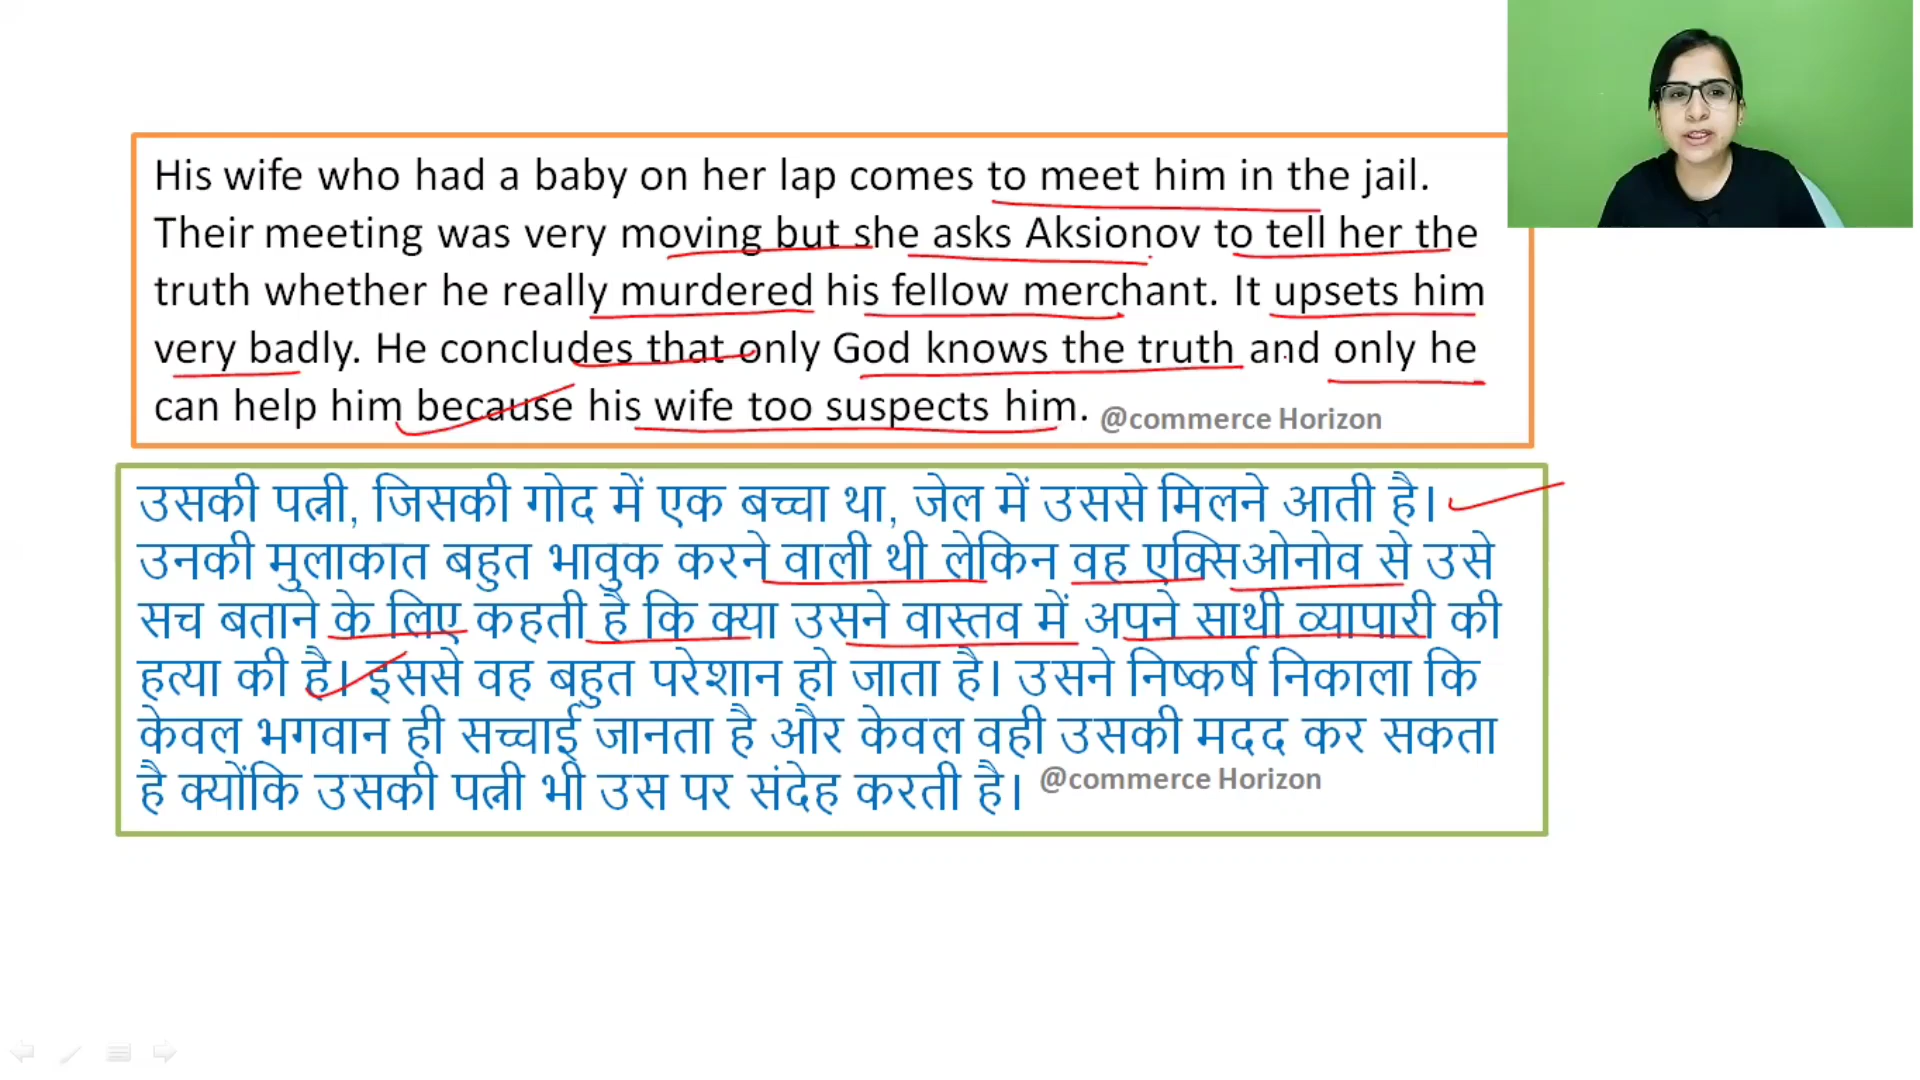 His wife who had a baby on her lap comes to meet him in the jail.
Their meeting was very moving but she asks Aksionov to tell her the
truth whether he really murdered his fellow merchant. It upsets him
very badly. He concludes that only God knows the truth and only he
can help him because his wife too suspects him. @commerce Horizon
उसकी पत्नी, जिसकी गोद में एक बच्चा था, जेल में उससे मिलने आती है।
उनकी मुलाकात बहुत भावुक करने वाली थी लेकिन वह एक्सिओनोव से उसे
सच बताने के लिए कहती है कि क्या उसने वास्तव में अपने साथी व्यापारी की
हत्या की है। इससे वह बहुत परेशान हो जाता है। उसने निष्कर्ष निकाला कि
केवल भगवान ही सच्चाई जानता है और केवल वही उसकी मदद कर सकता
है क्योंकि उसकी पत्नी भी उस पर संदेह करती है। @commerce Horizon